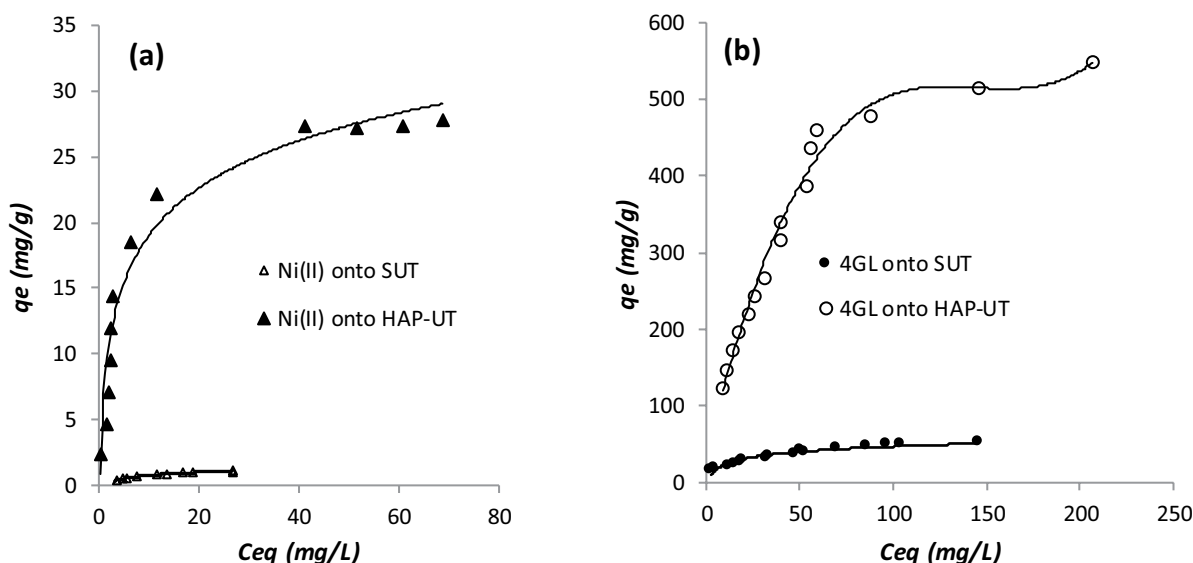 (a)
35
30
25
20
15
10
5
0
qe (mg/g)
Ni(II) onto SUT
Ni(II) onto HAP-UT
0 20 40 60 80
Ceq (mg/L)
(b)
600
500
400
300
200
100
0
qe (mg/g)
4GL onto SUT
4GL onto HAP-UT
0 50 100 150 200 250
Ceq (mg/L)